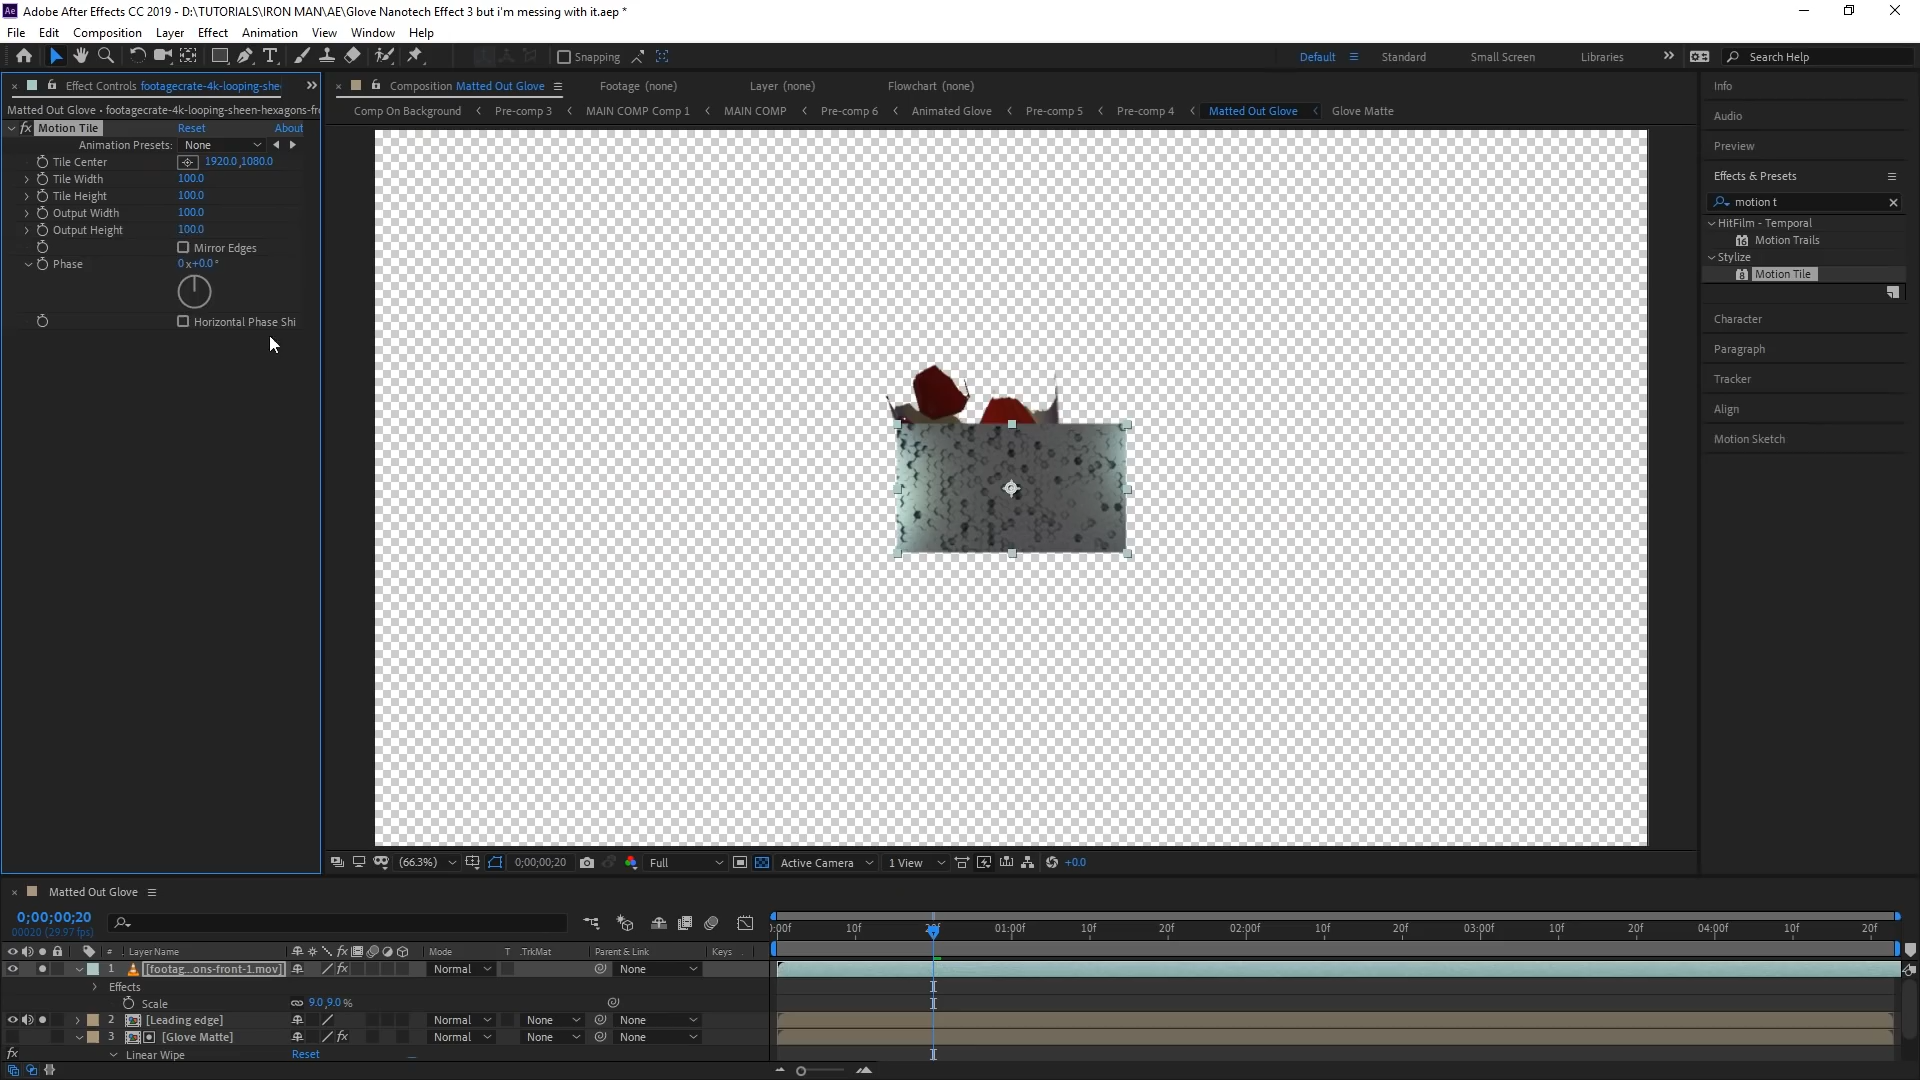 Adobe After Effects CC 2019 - D:\TUTORIALS\IRON MAN\AE\Glove Nanotech Effect 3 but i'm messing with it.aep *
File Edit Composition Layer Effect Animation View Window Help
Snapping Default Standard Small Screen Libraries Search Help
Effect Controls footagecrate-4k-looping-shee
Composition Matted Out Glove Footage (none) Layer (none) Flowchart (none)
Matted Out Glove • footagecrate-4k-looping-sheen-hexagons-fr
Comp On Background Pre-comp 3 MAIN COMP Comp 1 MAIN COMP Pre-comp 6 Animated Glove Pre-comp 5 Pre-comp 4 Matted Out Glove Glove Matte
fx Motion Tile Reset About
Animation Presets: None
Tile Center 1920.0,1080.0
Tile Width 100.0
Tile Height 100.0
Output Width 100.0
Output Height 100.0
Mirror Edges
Phase 0x+0.0°
Horizontal Phase Shi
Info
Audio
Preview
Effects & Presets
motion t
HitFilm - Temporal
Motion Trails
Stylize
Motion Tile
Character
Paragraph
Tracker
Align
Motion Sketch
(66.3%) 0;00;00;20 Full Active Camera 1 View +0.0
Matted Out Glove
0;00;00;20
00020 (29.97 fps)
10f 01:00f 10f 20f 02:00f 10f 20f 03:00f 10f 20f 04:00f 10f 20f
# Layer Name fx Mode T .TrkMat Parent & Link Keys
1 [footag...ons-front-1.mov] fx Normal None
Effects
Scale 9.0,9.0%
2 [Leading edge] Normal None None
3 [Glove Matte] fx Normal None None
fx Linear Wipe Reset